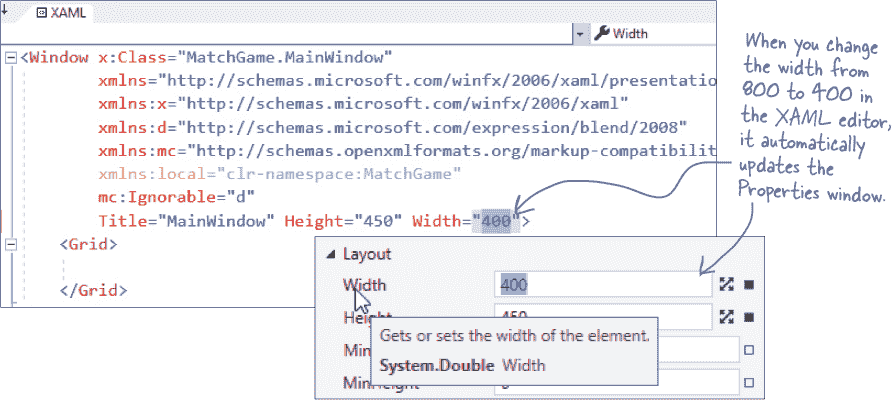 XAML
Width
<Window x:Class="MatchGame.MainWindow"
xmlns="http://schemas.microsoft.com/winfx/2006/xaml/presentatio
xmlns:x="http://schemas.microsoft.com/winfx/2006/xaml"
xmlns:d="http://schemas.microsoft.com/expression/blend/2008"
xmlns:mc="http://schemas.openxmlformats.org/markup-compatibilit
xmlns:local="clr-namespace:MatchGame"
mc:Ignorable="d"
Title="MainWindow" Height="450" Width="400">
<Grid>
</Grid>
When you change
the width from
800 to 400 in
the XAML editor,
it automatically
updates the
Properties window.
Layout
Width 400
Height 450
Gets or sets the width of the element.
System.Double Width
MinHeight